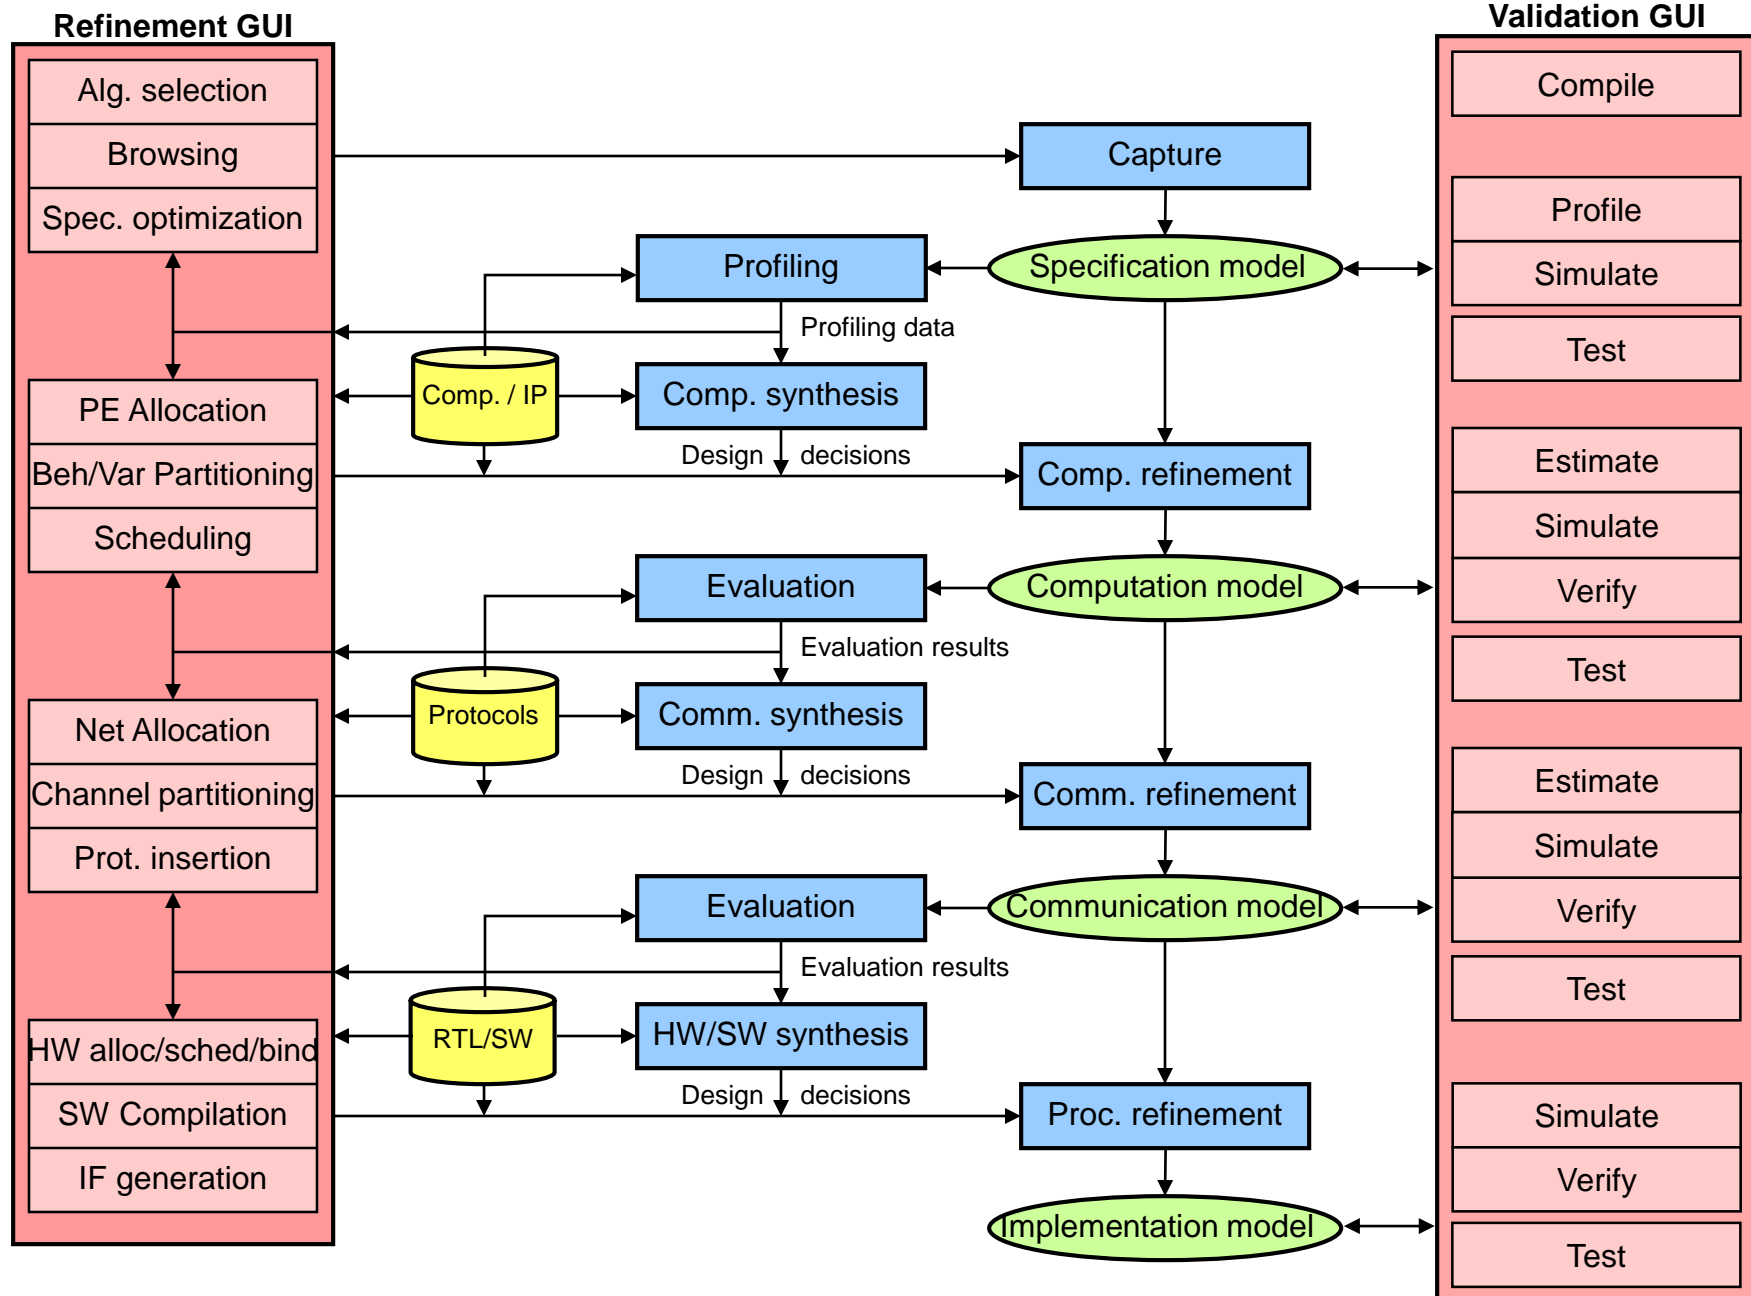 Refinement GUI
Alg. selection
Browsing
Spec. optimization
PE Allocation
Beh/Var Partitioning
Scheduling
Net Allocation
Channel partitioning
Prot. insertion
HW alloc/sched/bind
SW Compilation
IF generation
Capture
Specification model
Profiling
Profiling data
Comp. / IP
Comp. synthesis
Design decisions
Comp. refinement
Computation model
Evaluation
Evaluation results
Protocols
Comm. synthesis
Design decisions
Comm. refinement
Communication model
Evaluation
Evaluation results
RTL/SW
HW/SW synthesis
Design decisions
Proc. refinement
Implementation model
Validation GUI
Compile
Profile
Simulate
Test
Estimate
Simulate
Verify
Test
Estimate
Simulate
Verify
Test
Simulate
Verify
Test